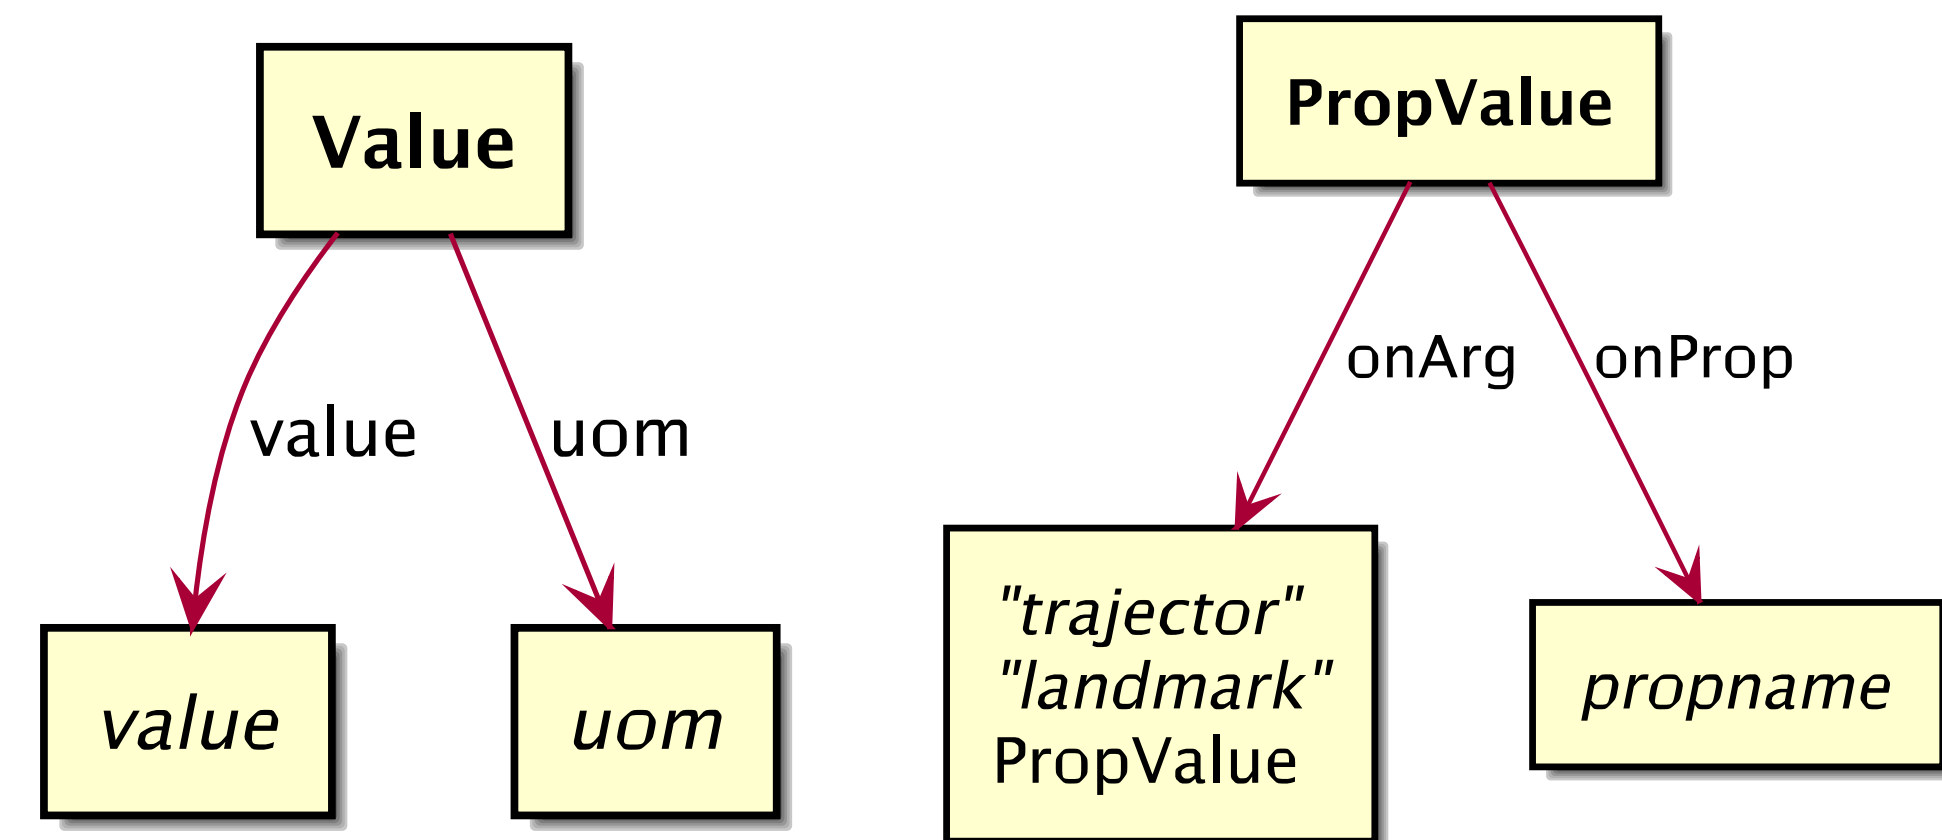 Value
value
uom
value
uom
PropValue
onArg
onProp
"trajector"
"landmark"
PropValue
propname